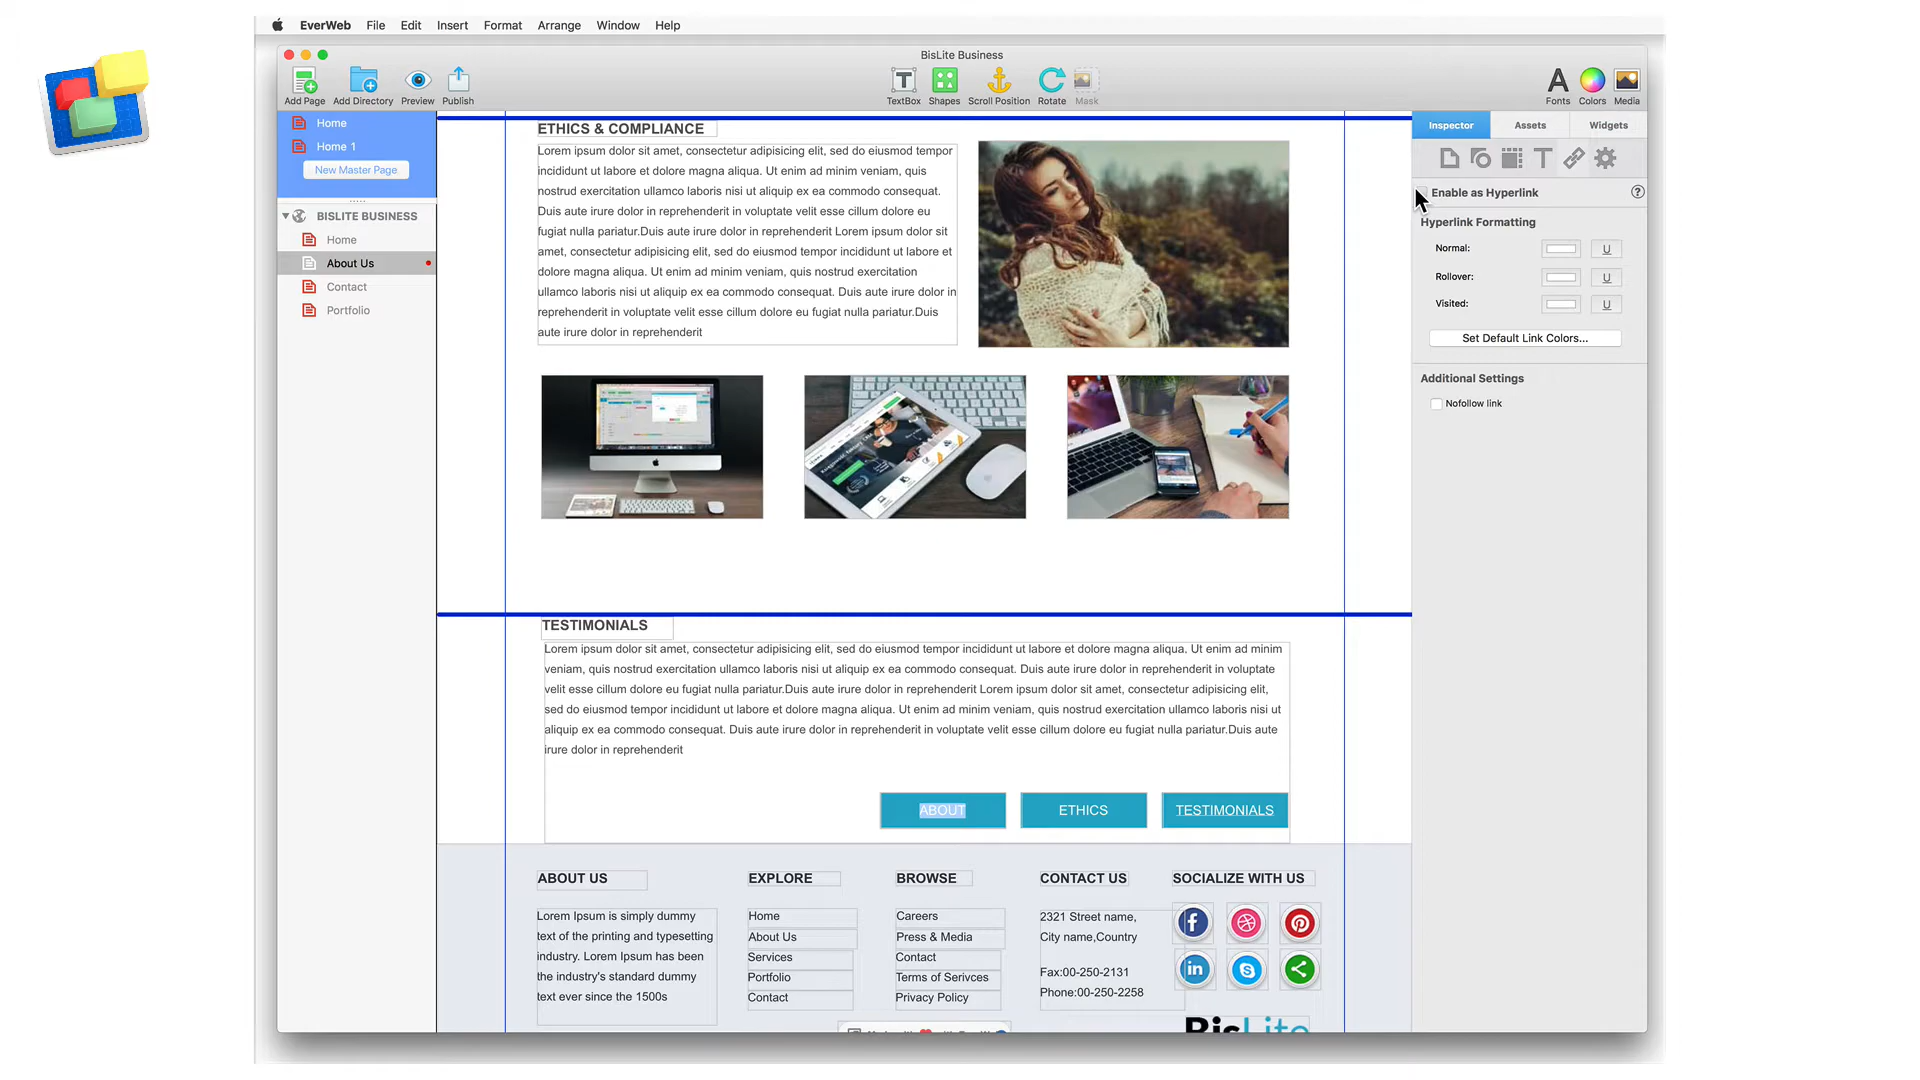 EverWeb File Edit Insert Format Arrange Window Help
BisLite Business
Add Page Add Directory Preview Publish TextBox Shapes Scroll Position Rotate Mask Fonts Colors Media
Home
Home 1
New Master Page
BISLITE BUSINESS
Home
About Us
Contact
Portfolio
ETHICS & COMPLIANCE
Lorem ipsum dolor sit amet, consectetur adipisicing elit, sed do eiusmod tempor
incididunt ut labore et dolore magna aliqua. Ut enim ad minim veniam, quis
nostrud exercitation ullamco laboris nisi ut aliquip ex ea commodo consequat.
Duis aute irure dolor in reprehenderit in voluptate velit esse cillum dolore eu
fugiat nulla pariatur.Duis aute irure dolor in reprehenderit Lorem ipsum dolor sit
amet, consectetur adipisicing elit, sed do eiusmod tempor incididunt ut labore et
dolore magna aliqua. Ut enim ad minim veniam, quis nostrud exercitation
ullamco laboris nisi ut aliquip ex ea commodo consequat. Duis aute irure dolor in
reprehenderit in voluptate velit esse cillum dolore eu fugiat nulla pariatur.Duis
aute irure dolor in reprehenderit
TESTIMONIALS
Lorem ipsum dolor sit amet, consectetur adipisicing elit, sed do eiusmod tempor incididunt ut labore et dolore magna aliqua. Ut enim ad minim
veniam, quis nostrud exercitation ullamco laboris nisi ut aliquip ex ea commodo consequat. Duis aute irure dolor in reprehenderit in voluptate
velit esse cillum dolore eu fugiat nulla pariatur.Duis aute irure dolor in reprehenderit Lorem ipsum dolor sit amet, consectetur adipisicing elit,
sed do eiusmod tempor incididunt ut labore et dolore magna aliqua. Ut enim ad minim veniam, quis nostrud exercitation ullamco laboris nisi ut
aliquip ex ea commodo consequat. Duis aute irure dolor in reprehenderit in voluptate velit esse cillum dolore eu fugiat nulla pariatur.Duis aute
irure dolor in reprehenderit
ABOUT ETHICS TESTIMONIALS
ABOUT US
Lorem Ipsum is simply dummy
text of the printing and typesetting
industry. Lorem Ipsum has been
the industry's standard dummy
text ever since the 1500s
EXPLORE
Home
About Us
Services
Portfolio
Contact
BROWSE
Careers
Press & Media
Contact
Terms of Serivces
Privacy Policy
CONTACT US
2321 Street name,
City name,Country
Fax:00-250-2131
Phone:00-250-2258
SOCIALIZE WITH US
BisLite
Inspector Assets Widgets
Enable as Hyperlink
Hyperlink Formatting
Normal: U
Rollover: U
Visited: U
Set Default Link Colors...
Additional Settings
Nofollow link